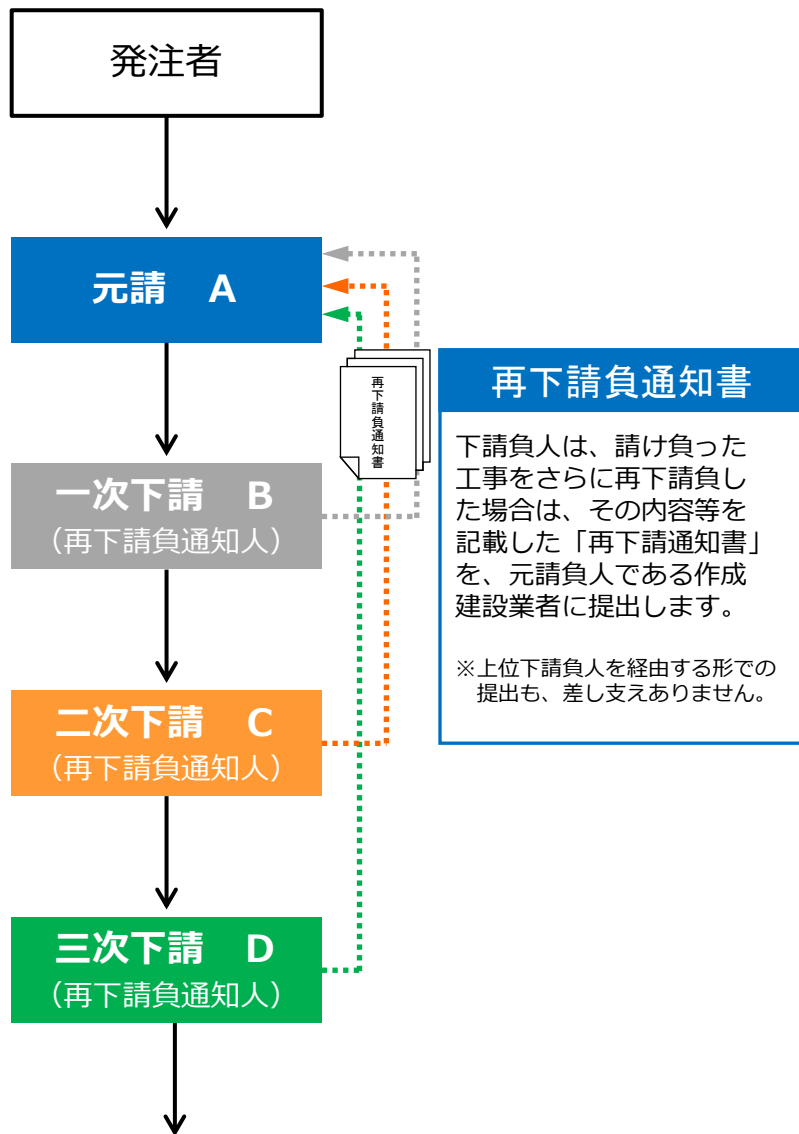 発注者
元請　A
再下請負通知書
再下請負通知書
下請負人は、請け負った
工事をさらに再下請負し
た場合は、その内容等を
記載した「再下請通知書」
を、元請負人である作成
建設業者に提出します。
※上位下請負人を経由する形での
提出も、差し支えありません。
一次下請　B
（再下請負通知人）
二次下請　C
（再下請負通知人）
三次下請　D
（再下請負通知人）